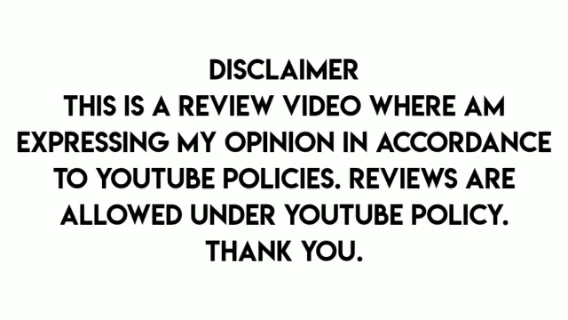 DISCLAIMER
THIS IS A REVIEW VIDEO WHERE AM
EXPRESSING MY OPINION IN ACCORDANCE
TO YOUTUBE POLICIES. REVIEWS ARE
ALLOWED UNDER YOUTUBE POLICY.
THANK YOU.